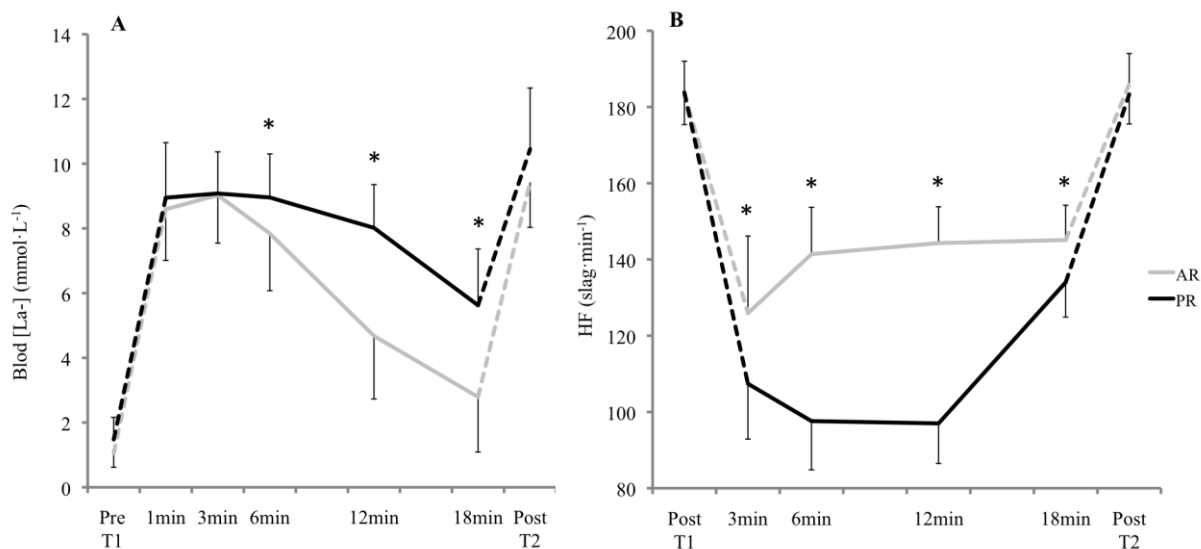 A
Blod [La-] (mmol·L⁻¹)
14
12
10
8
6
4
2
0
*
*
*
Pre T1
1min
3min
6min
12min
18min
Post T2
B
HF (slag·min⁻¹)
200
180
160
140
120
100
80
*
*
*
*
Post T1
3min
6min
12min
18min
Post T2
AR
PR